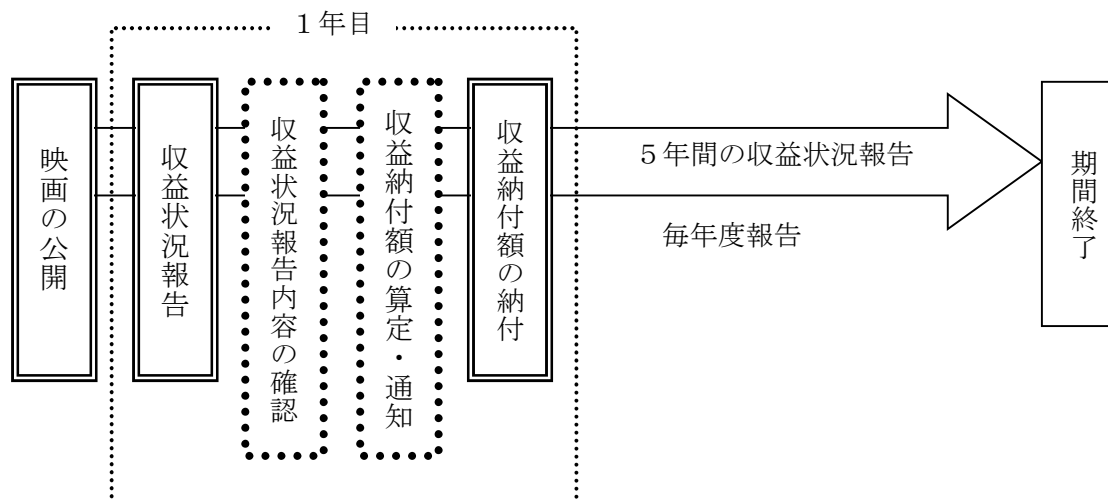 １年目
映画の公開
収益状況報告
収益状況報告内容の確認
収益納付額の算定・通知
収益納付額の納付
５年間の収益状況報告
毎年度報告
期間終了